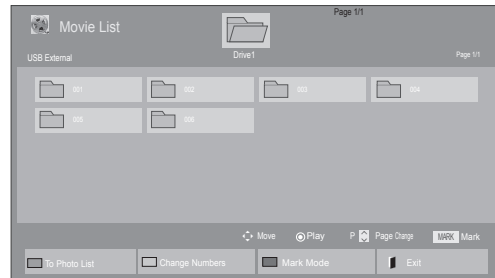 Page 1/1
Movie List
USB External
Drive1
Page 1/1
001
002
003
004
005
006
Move
Play
P
Page Change
MARK
Mark
To Photo List
Change Numbers
Mark Mode
Exit